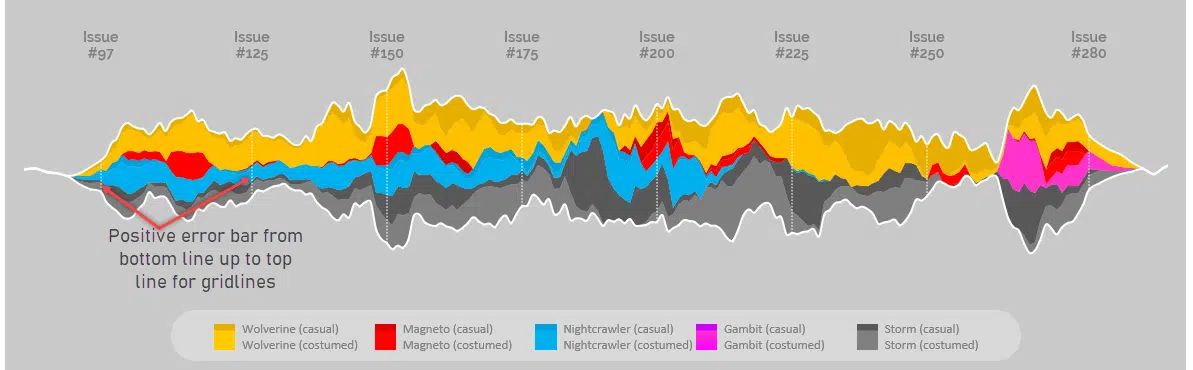 Issue #97
Issue #125
Issue #150
Issue #175
Issue #200
Issue #225
Issue #250
Issue #280
Positive error bar from
bottom line up to top
line for gridlines
Wolverine (casual)
Wolverine (costumed)
Magneto (casual)
Magneto (costumed)
Nightcrawler (casual)
Nightcrawler (costumed)
Gambit (casual)
Gambit (costumed)
Storm (casual)
Storm (costumed)